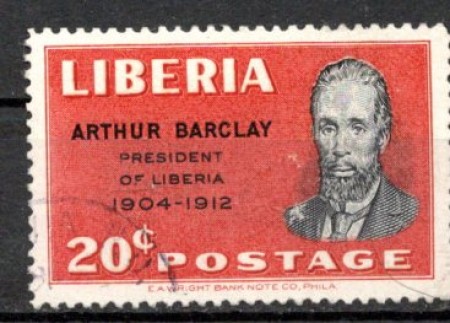 LIBERIA
ARTHUR BARCLAY
PRESIDENT
OF LIBERIA
1904-1912
20¢ POSTAGE
E.A.WRIGHT BANK NOTE CO., PHILA.